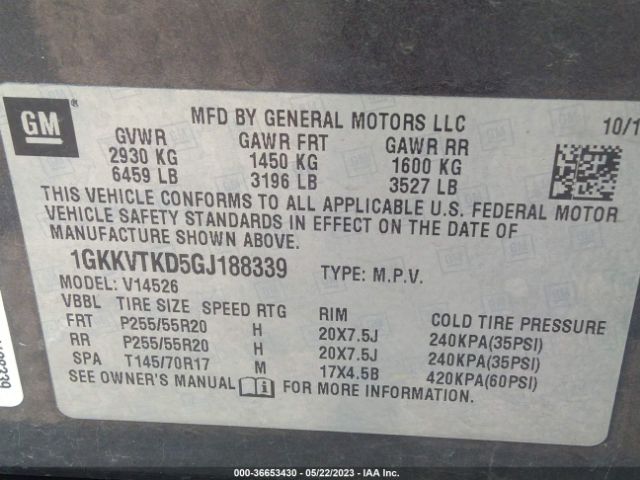 GM
MFD BY GENERAL MOTORS LLC 10/1
GVWR GAWR FRT GAWR RR
2930 KG 1450 KG 1600 KG
6459 LB 3196 LB 3527 LB
THIS VEHICLE CONFORMS TO ALL APPLICABLE U.S. FEDERAL MOTOR
VEHICLE SAFETY STANDARDS IN EFFECT ON THE DATE OF
MANUFACTURE SHOWN ABOVE.
1GKKVTKD5GJ188339 TYPE: M.P.V.
MODEL: V14526
VBBL TIRE SIZE SPEED RTG RIM COLD TIRE PRESSURE
FRT P255/55R20 H 20X7.5J 240KPA(35PSI)
RR P255/55R20 H 20X7.5J 240KPA(35PSI)
SPA T145/70R17 M 17X4.5B 420KPA(60PSI)
SEE OWNER'S MANUAL i FOR MORE INFORMATION.
000-36653430 - 05/22/2023 - IAA Inc.